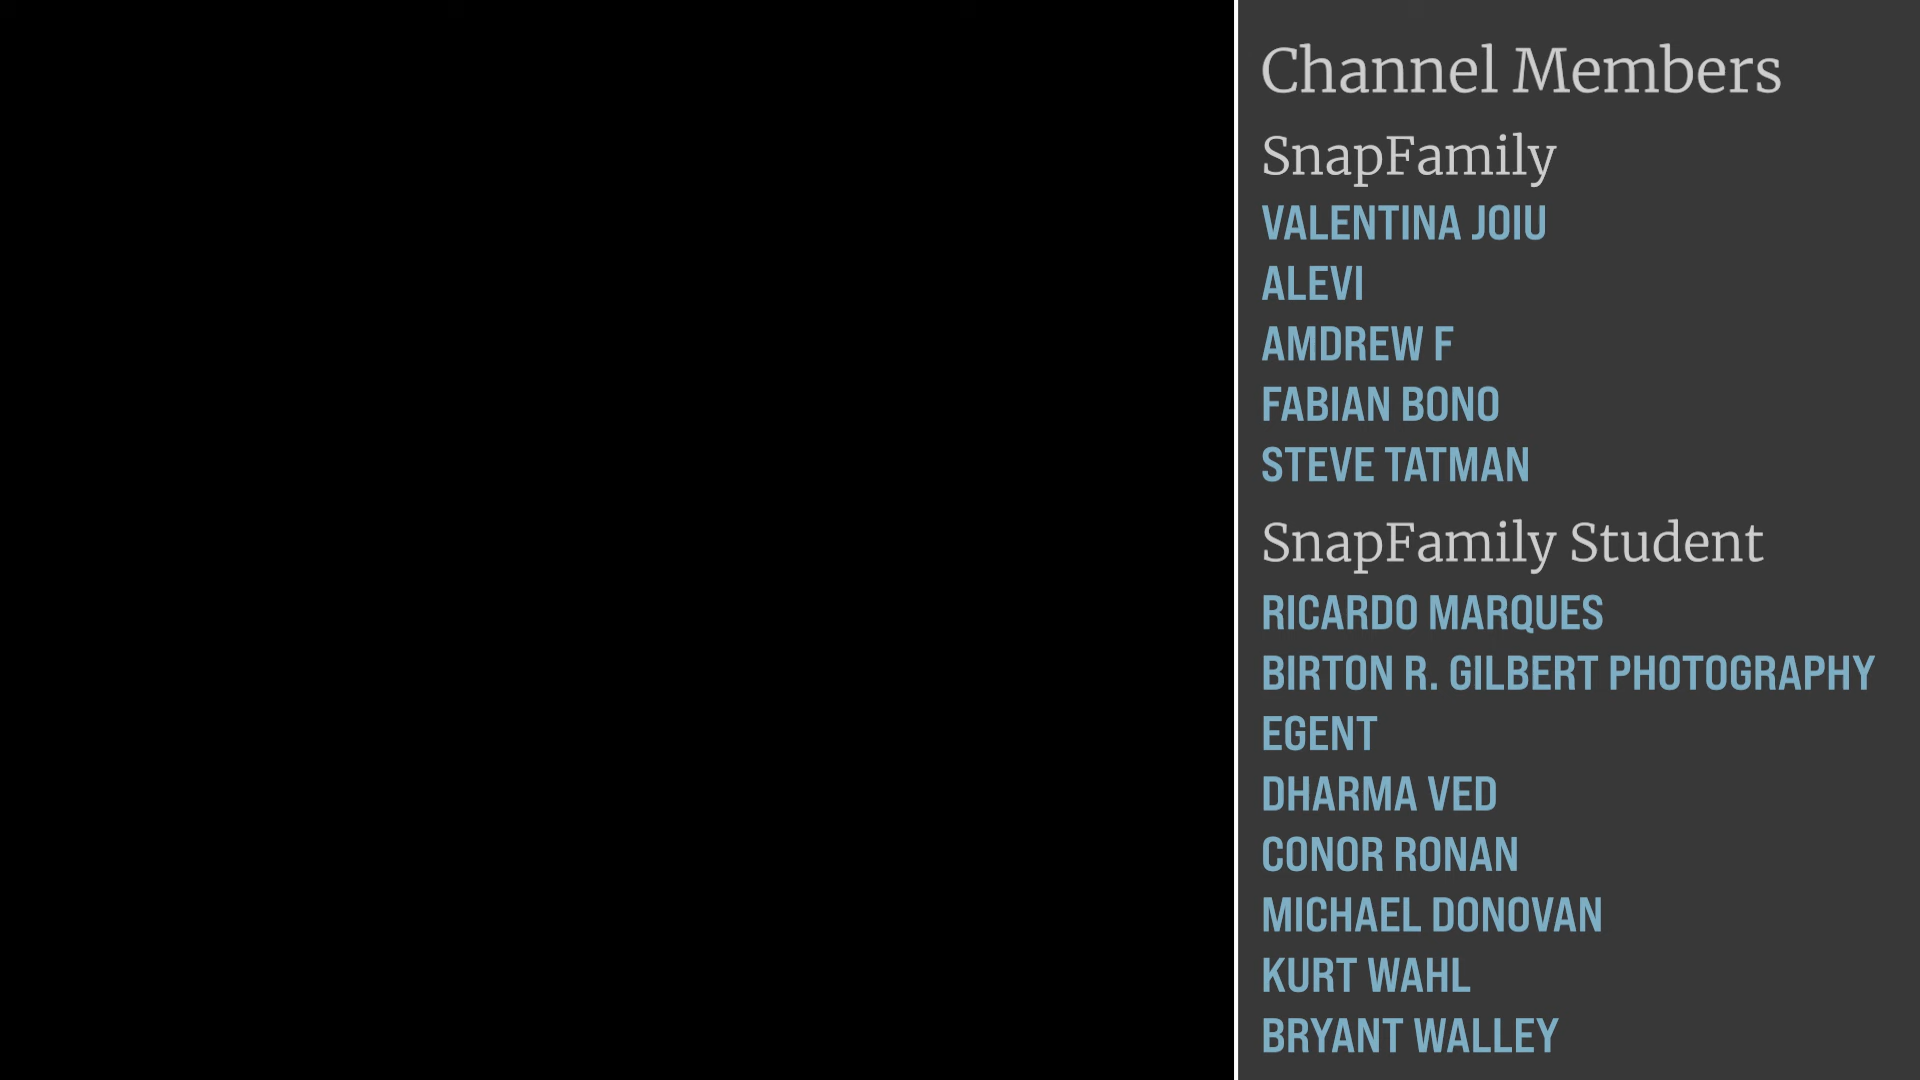 Channel Members
SnapFamily
VALENTINA JOIU
ALEVI
AMDREW F
FABIAN BONO
STEVE TATMAN
SnapFamily Student
RICARDO MARQUES
BIRTON R. GILBERT PHOTOGRAPHY
EGENT
DHARMA VED
CONOR RONAN
MICHAEL DONOVAN
KURT WAHL
BRYANT WALLEY